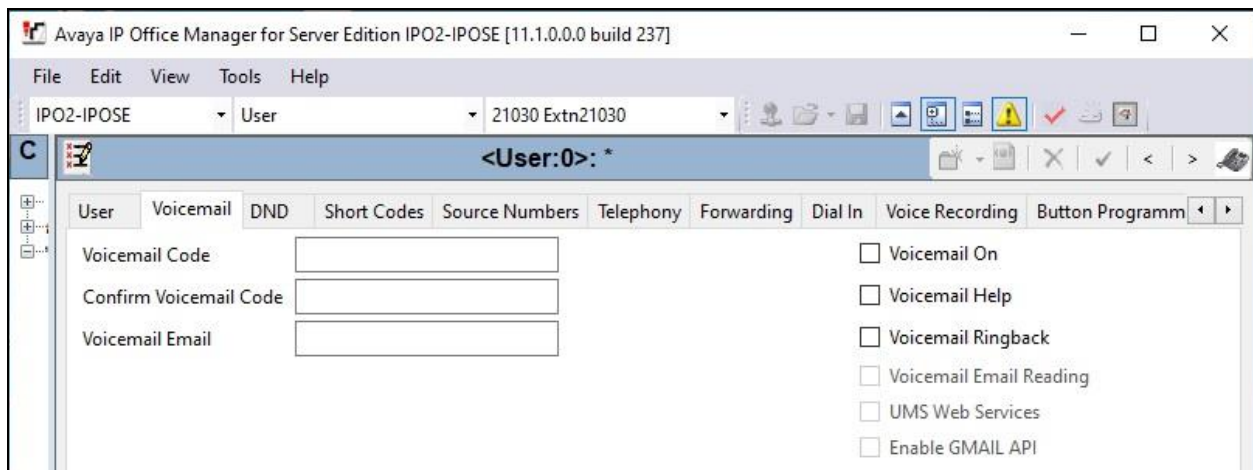 Avaya IP Office Manager for Server Edition IPO2-IPOSE [11.1.0.0.0 build 237]
File Edit View Tools Help
IPO2-IPOSE User 21030 Extn21030
C <User:0>: *
User Voicemail DND Short Codes Source Numbers Telephony Forwarding Dial In Voice Recording Button Programm
Voicemail Code Voicemail On
Confirm Voicemail Code Voicemail Help
Voicemail Email Voicemail Ringback
Voicemail Email Reading
UMS Web Services
Enable GMAIL API